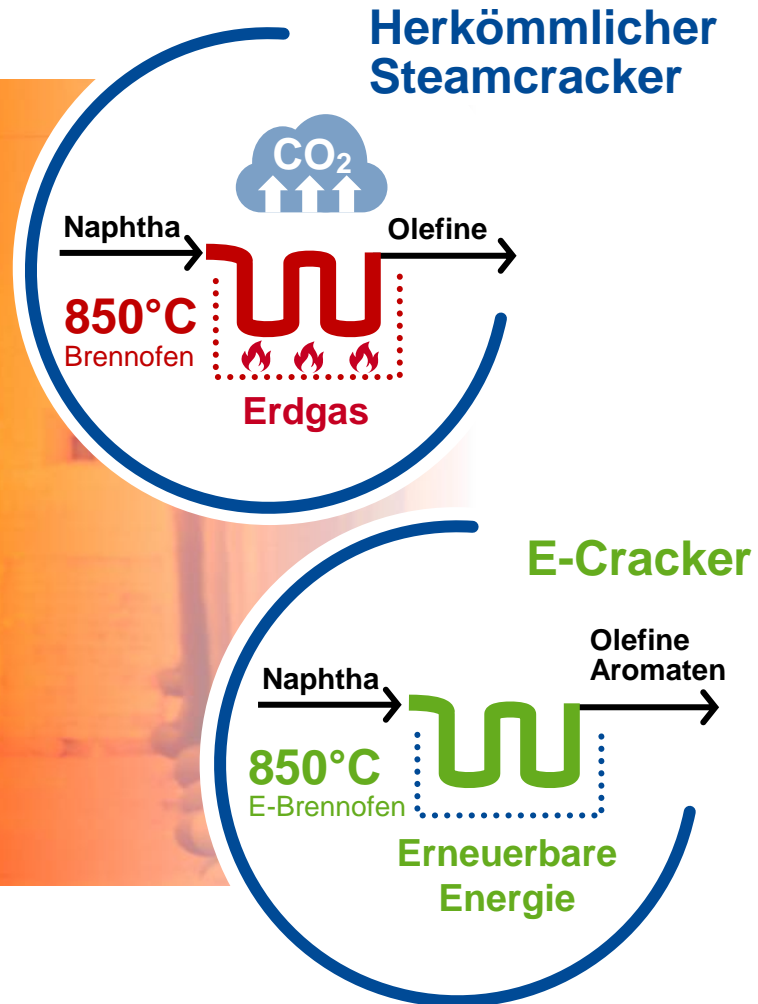 Herkömmlicher
Steamcracker
CO₂
Naphtha
Olefine
850°C
Brennofen
Erdgas
E-Cracker
Olefine
Aromaten
Naphtha
850°C
E-Brennofen
Erneuerbare
Energie